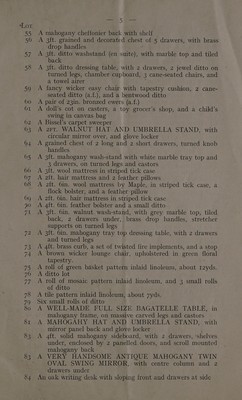 — 5 —
Lot
55 A mahogany cheffonier back with shelf
56 A 3ft. grained and decorated chest of 5 drawers, with brass
drop handles
57 A 3ft. ditto washstand (en suite), with marble top and tiled
back
58 A 3ft. ditto dressing table, with 2 drawers, 2 jewel ditto on
turned legs, chamber cupboard, 3 cane-seated chairs, and
a towel airer
59 A fancy wicker easy chair with tapestry cushion, 2 cane-
seated ditto (a.f.), and a bentwood ditto
60 A pair of 23in. bronzed ewers (a.f.)
61 A doll's cot on castors, a toy grocer's shop, and a child's
swing in canvas bag
62 A Bissel's carpet sweeper
63 A 2ft. WALNUT HAT AND UMBRELLA STAND, with
circular mirror over, and glove locker
64 A grained chest of 2 long and 2 short drawers, turned knob
handles
65 A 3ft. mahogany wash-stand with white marble tray top and
3 drawers, on turned legs and castors
66 A 3ft. wool mattress in striped tick case
67 A 2ft. hair mattress and 2 feather pillows
68 A 2ft. 6in. wool mattress by Maple, in striped tick case, a
flock bolster, and a feather pillow
69 A 2ft. 6in. hair mattress in striped tick case
70 A 4ft. 6in. feather bolster and a small ditto
71 A 3ft. 6in. walnut wash-stand, with grey marble top, tiled
back, 2 drawers under, brass drop handles, stretcher
supports on turned legs
72 A 3ft. 6in. mahogany tray top dressing table, with 2 drawers
and turned legs
73 A 4ft. brass curb, a set of twisted fire implements, and a stop
74 A brown wicker lounge chair, upholstered in green floral
tapestry
75 A roll of green basket pattern inlaid linoleum, about 12yds.
76 A ditto lot
77 A roll of mosaic pattern inlaid linoleum, and 3 small rolls
of ditto
78 A tile pattern inlaid linoleum, about 7yds.
79 Six small rolls of ditto
80 A WELL-MADE FULL SIZE BAGATELLE TABLE, in
mahogany frame, on massive carved legs and castors
81 A MAHOGAHY HAT AND UMBRELLA STAND, with
mirror panel back and glove locker
82 A 4ft. solid mahogany sideboard, with 2 drawers, shelves
under, enclosed by 2 panelled doors, and scroll mounted
mahogany back
83 A VERY HANDSOME ANTIQUE MAHOGANY TWIN
OVAL SWING MIRROR, with centre column and 2
drawers under
84 An oak writing desk with sloping front and drawers at side